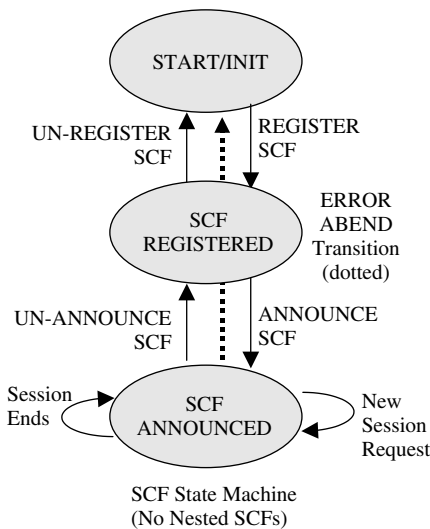 START/INIT
UN-REGISTER
SCF
REGISTER
SCF
SCF
REGISTERED
ERROR
ABEND
Transition
(dotted)
UN-ANNOUNCE
SCF
ANNOUNCE
SCF
Session
Ends
SCF
ANNOUNCED
New
Session
Request
SCF State Machine
(No Nested SCFs)